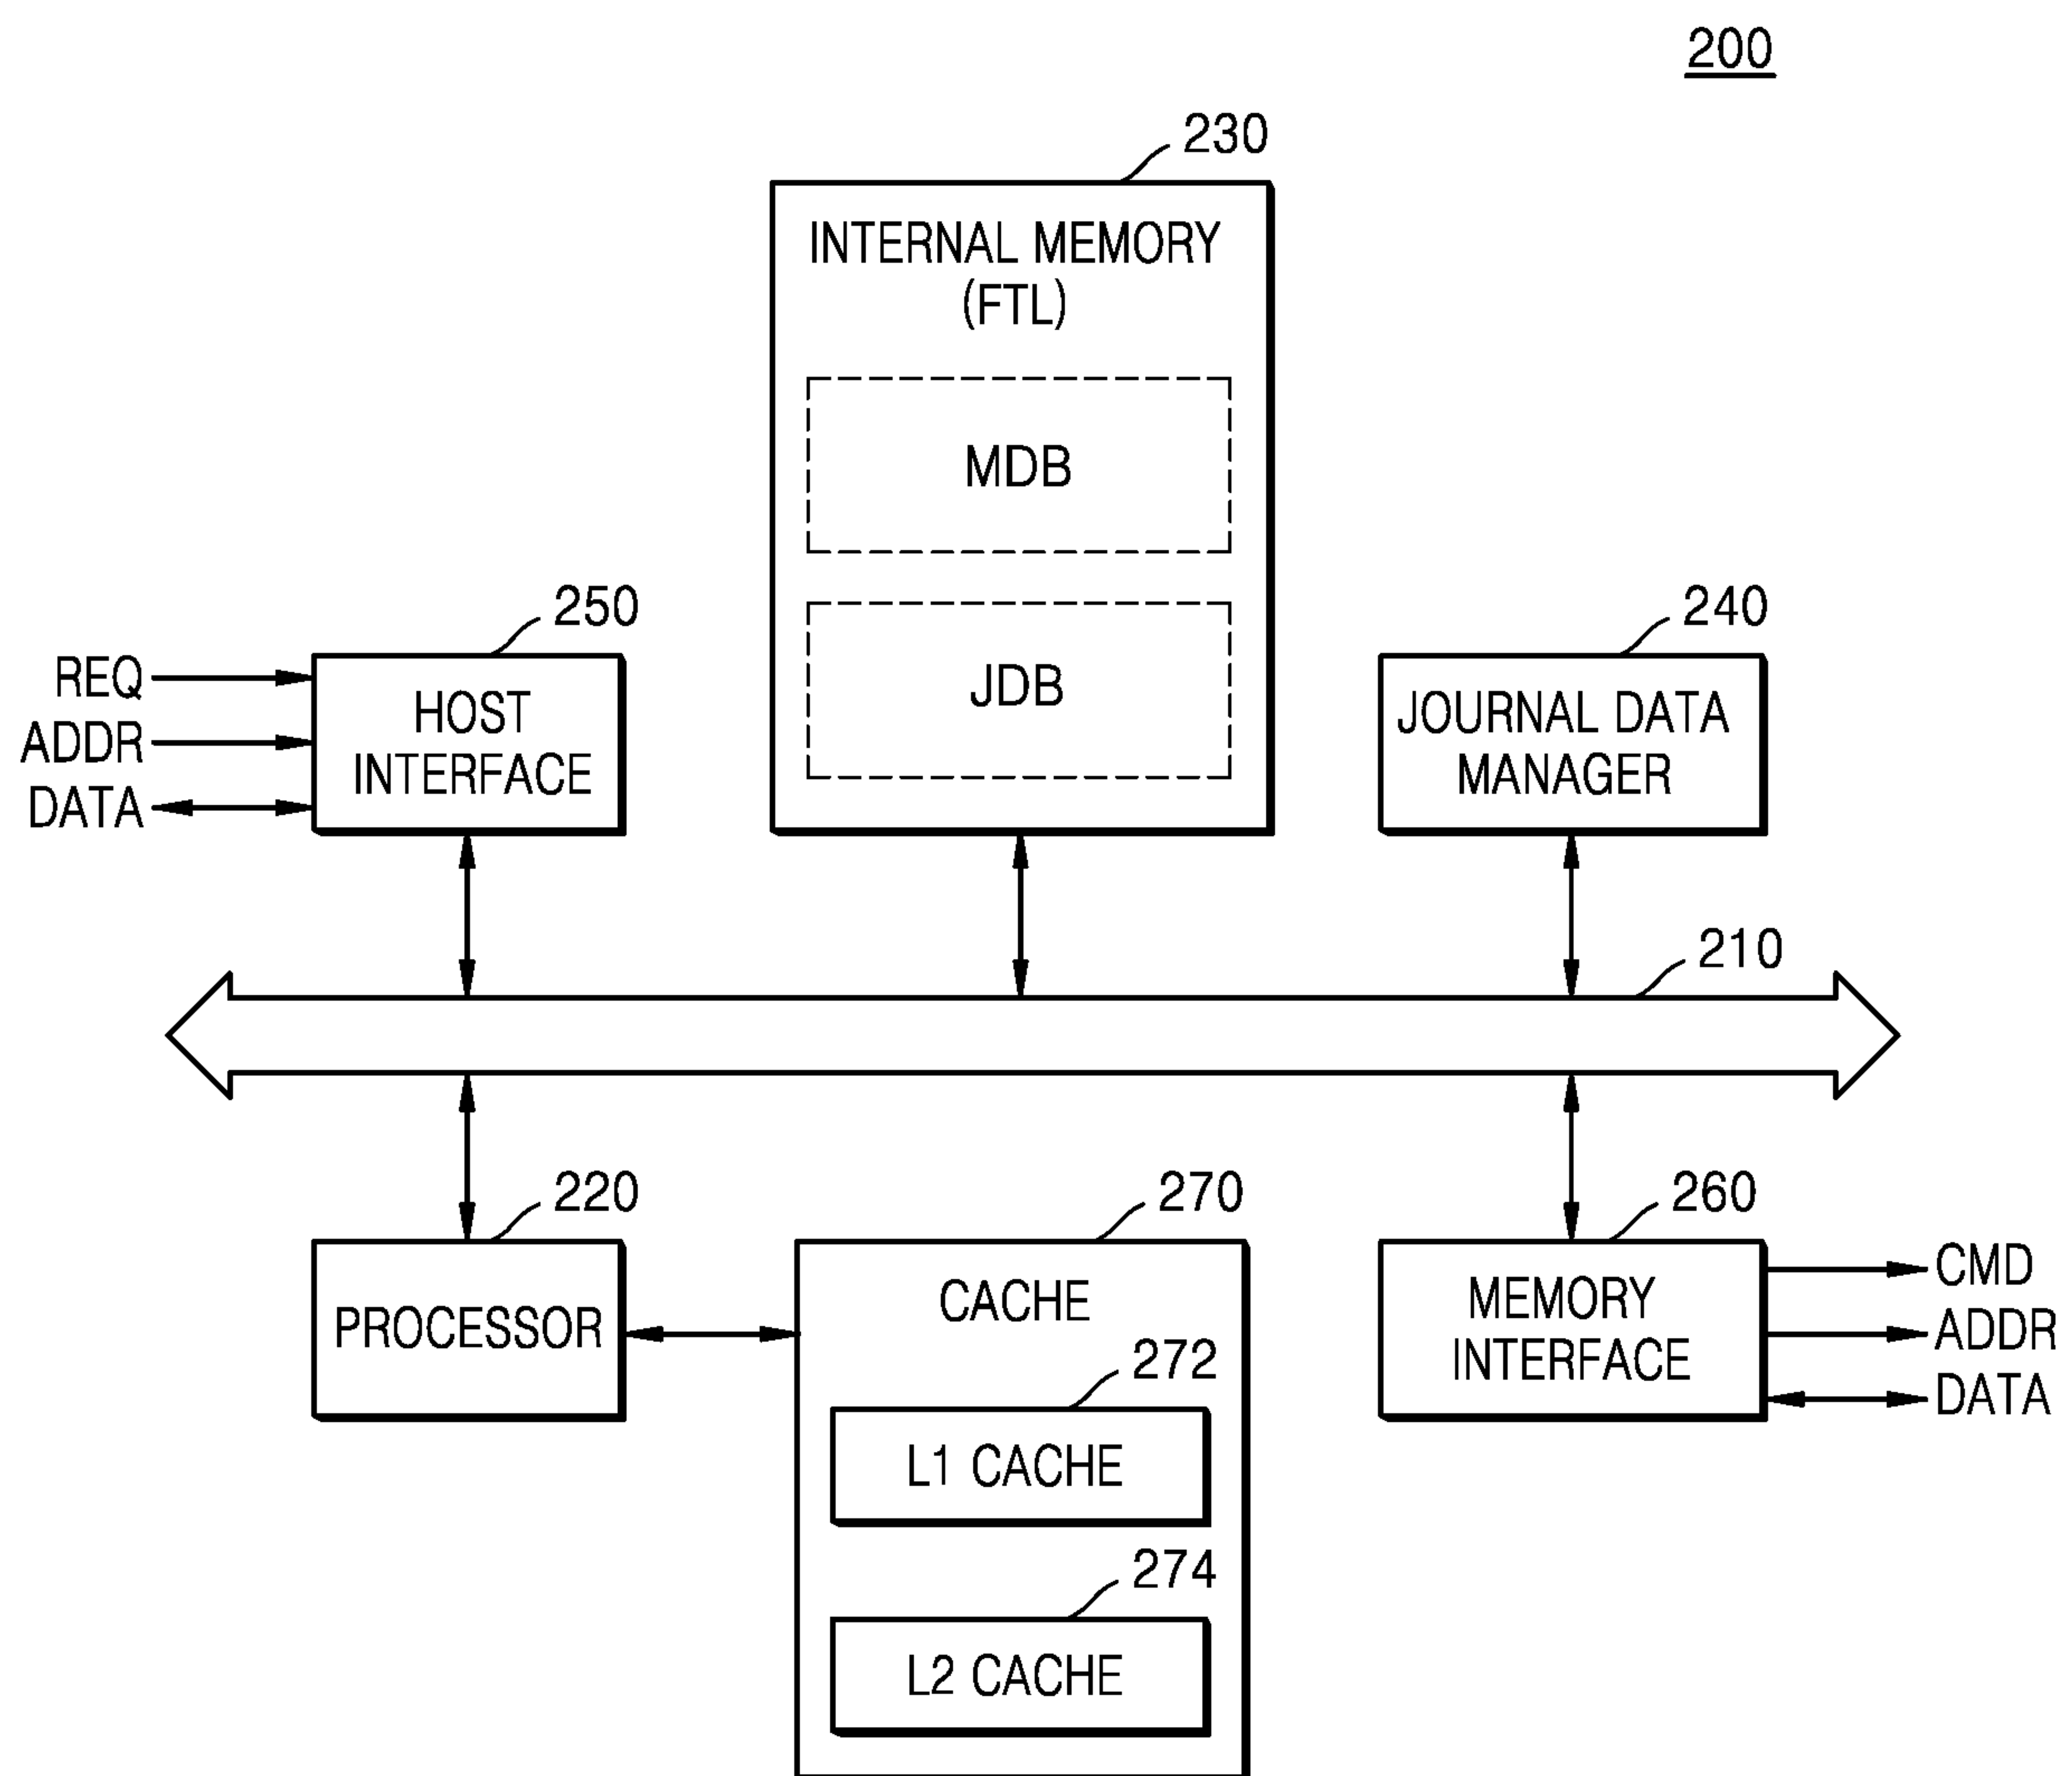 200
230
INTERNAL MEMORY
(FTL)
MDB
JDB
250
REQ
ADDR
DATA
HOST
INTERFACE
240
JOURNAL DATA
MANAGER
210
220
PROCESSOR
270
CACHE
272
L1 CACHE
274
L2 CACHE
260
MEMORY
INTERFACE
CMD
ADDR
DATA